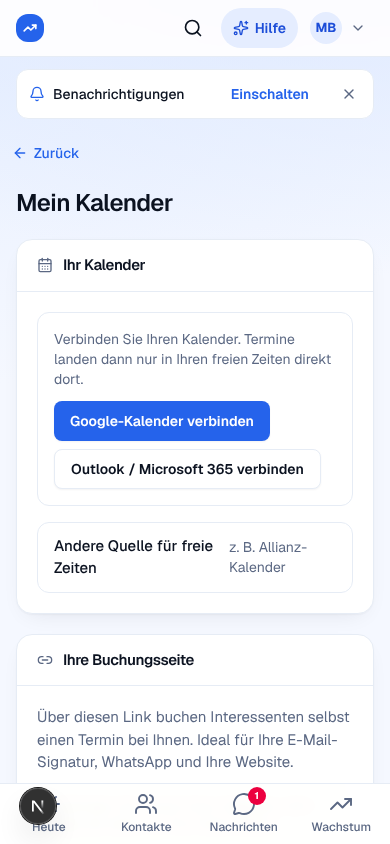 Hilfe
MB
Benachrichtigungen
Einschalten
Zurück
Mein Kalender
Ihr Kalender
Verbinden Sie Ihren Kalender. Termine
landen dann nur in Ihren freien Zeiten direkt
dort.
Google-Kalender verbinden
Outlook / Microsoft 365 verbinden
Andere Quelle für freie
Zeiten
z. B. Allianz-
Kalender
Ihre Buchungsseite
Über diesen Link buchen Interessenten selbst
einen Termin bei Ihnen. Ideal für Ihre E-Mail-
Signatur, WhatsApp und Ihre Website.
N
1
Heute
Kontakte
Nachrichten
Wachstum